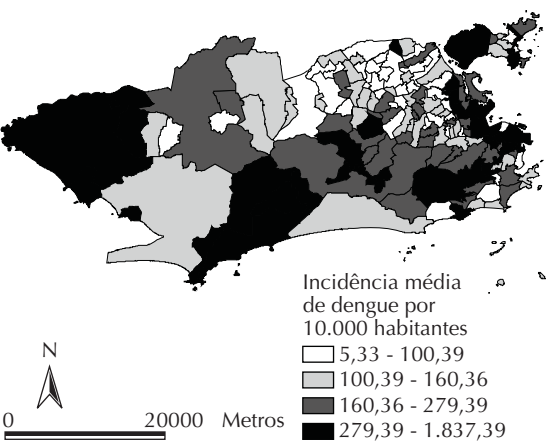 Incidência média
de dengue por
10.000 habitantes
5,33 - 100,39
100,39 - 160,36
160,36 - 279,39
279,39 - 1.837,39
N
0 20000 Metros